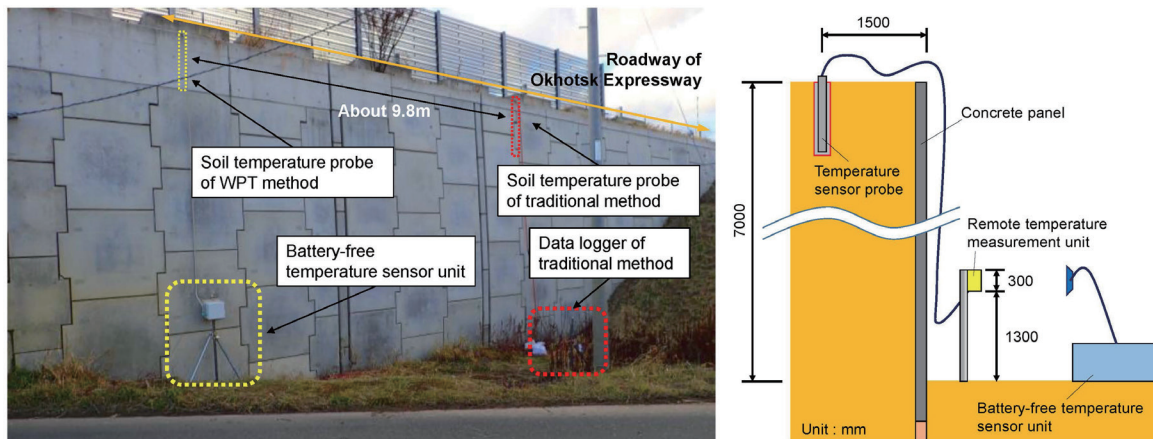 Roadway of
Okhotsk Expressway
About 9.8m
Soil temperature probe
of WPT method
Soil temperature probe
of traditional method
Battery-free
temperature sensor unit
Data logger of
traditional method
1500
Concrete panel
Temperature
sensor probe
7000
Remote temperature
measurement unit
300
1300
Battery-free temperature
sensor unit
Unit : mm